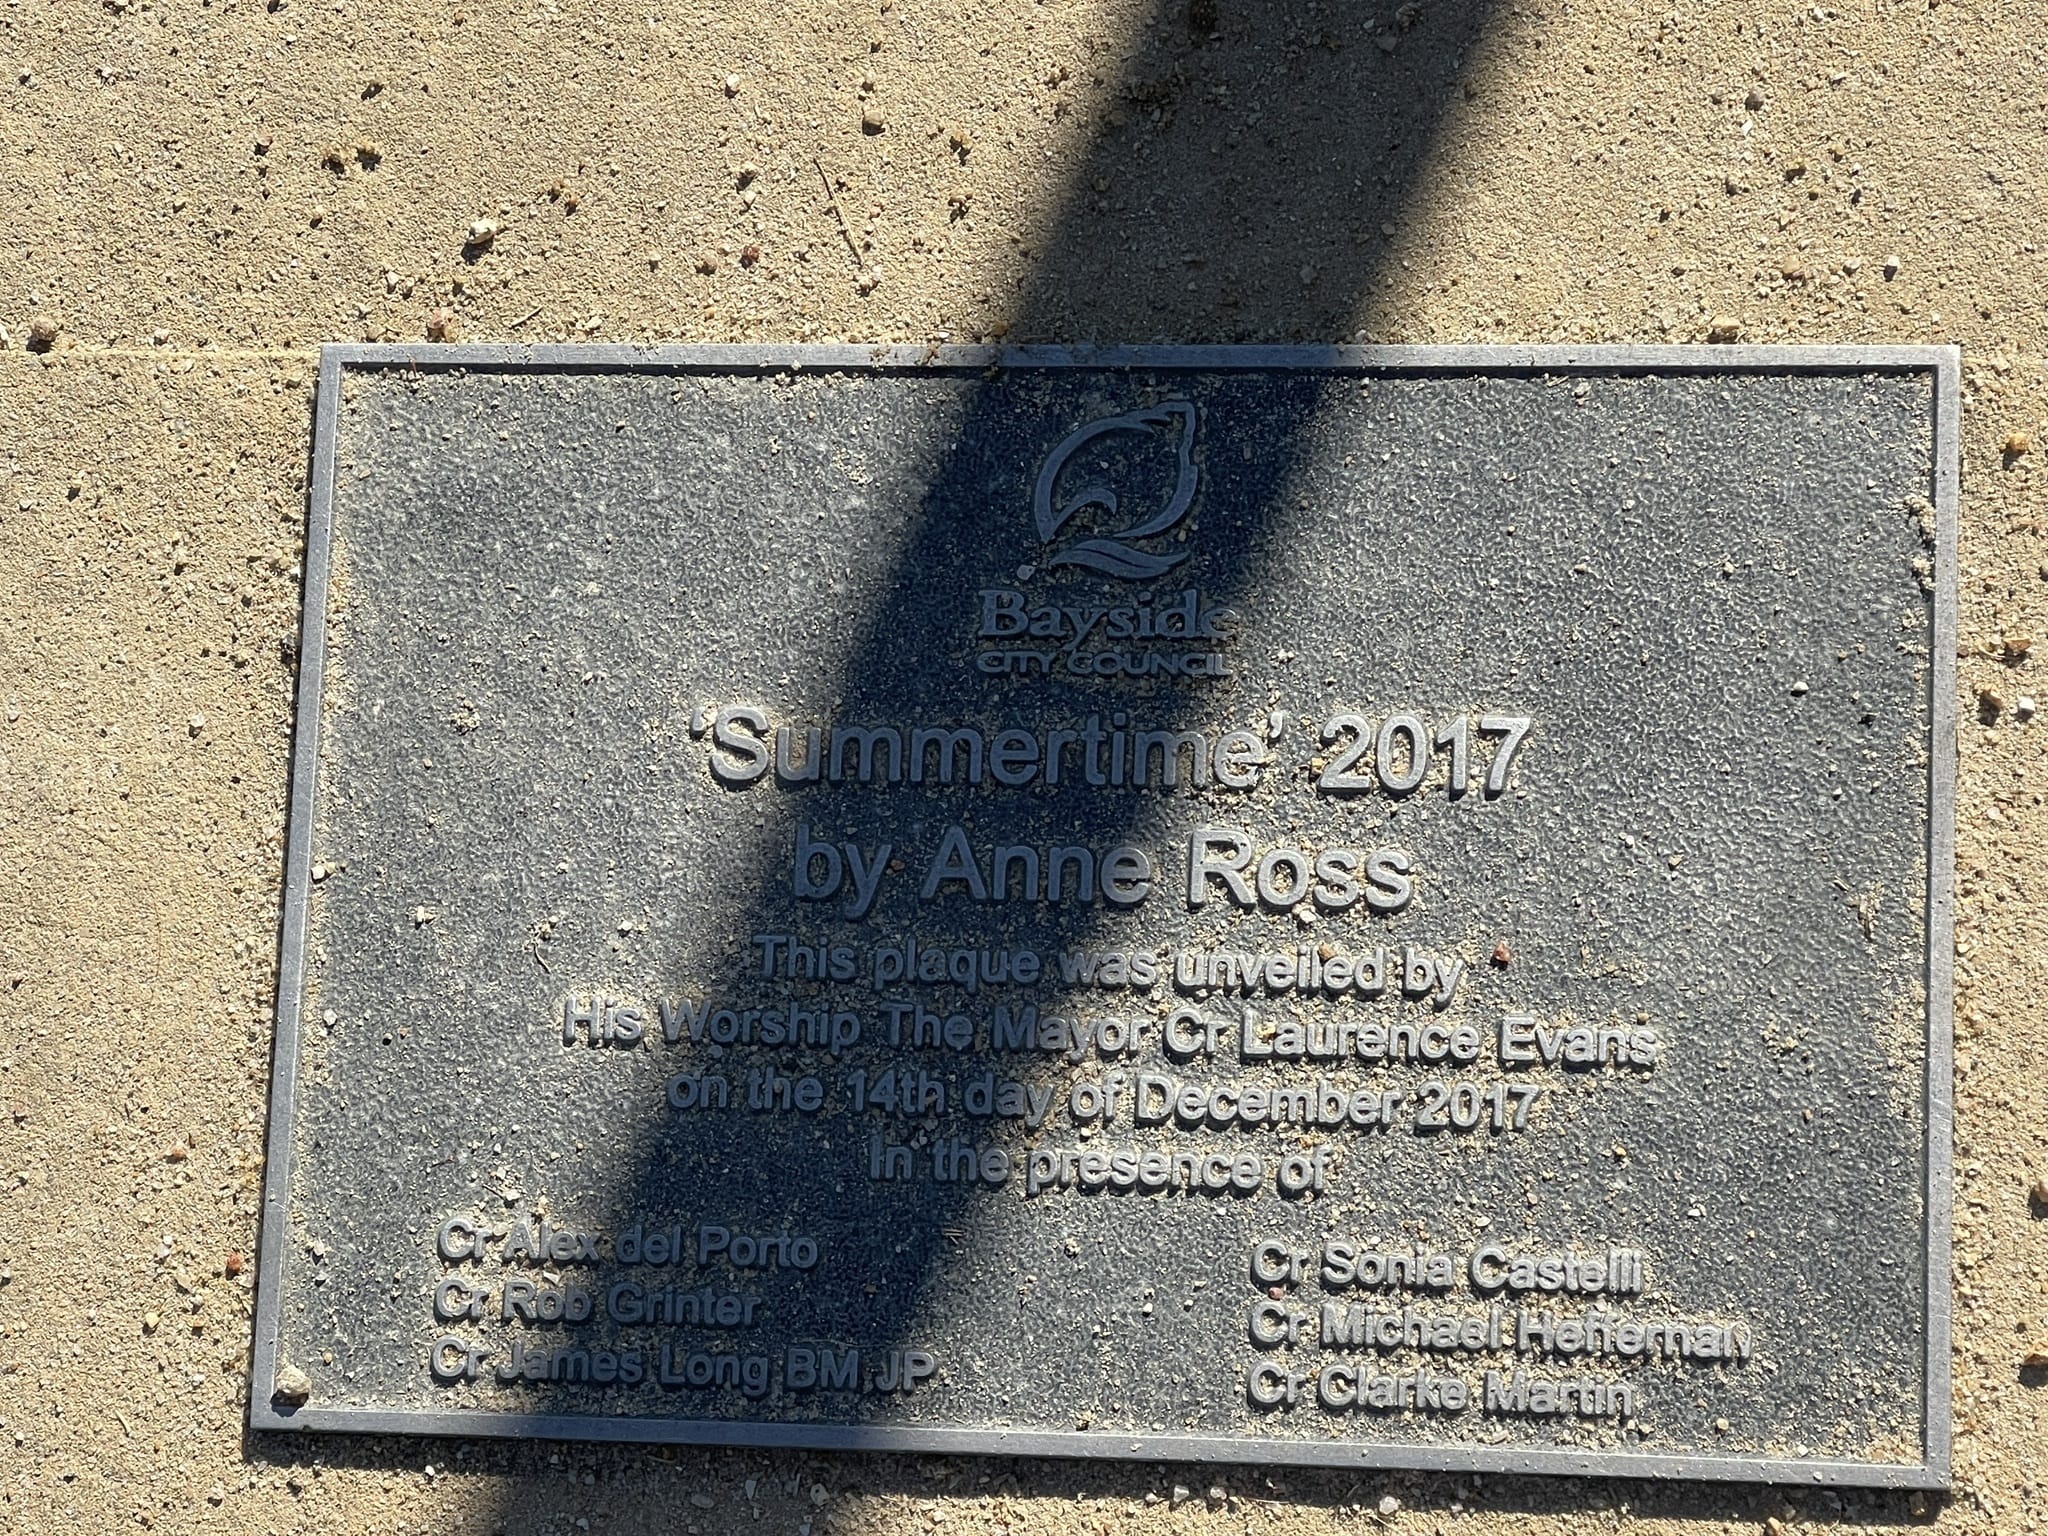 Bayside
CITY COUNCIL
'Summertime' 2017
by Anne Ross
This plaque was unveiled by
His Worship The Mayor Cr Laurence Evans
on the 14th day of December 2017
In the presence of
Cr Alex del Porto
Cr Rob Grinter
Cr James Long BM JP
Cr Sonia Castelli
Cr Michael Heffernan
Cr Clarke Martin